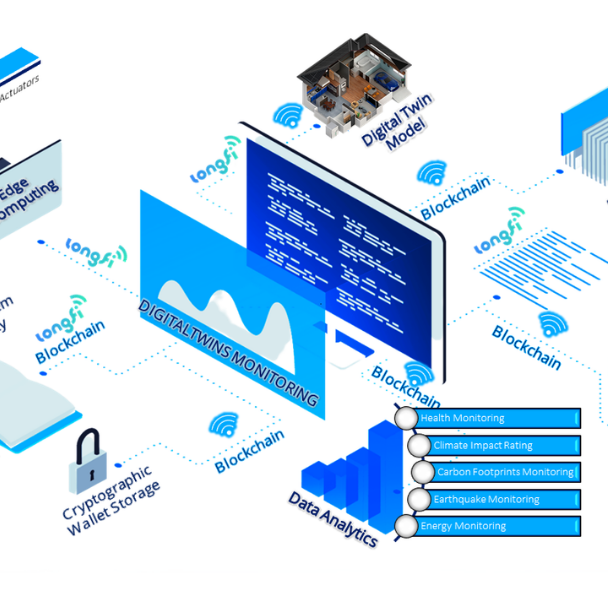 Actuators
Digital Twin
Model
longfi
Edge
omputing
Blockchain
longfi
longfi
longfi
Blockchain
DIGITALTWINS MONITORING
Blockchain
Blockchain
Blockchain
Cryptographic
Wallet Storage
Data Analytics
Health Monitoring
Climate Impact Rating
Carbon Footprints Monitoring
Earthquake Monitoring
Energy Monitoring